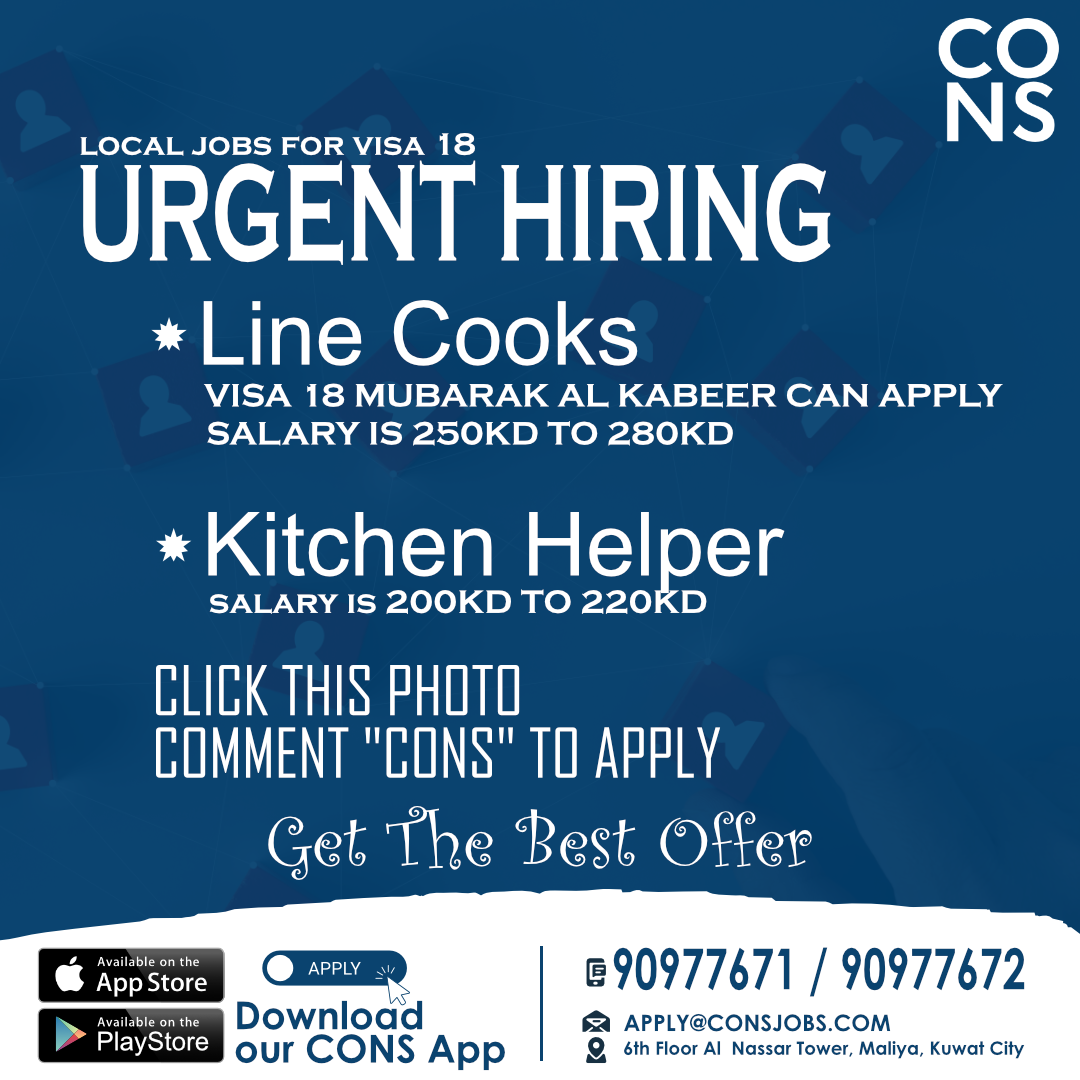 CO
NS
LOCAL JOBS FOR VISA 18
URGENT HIRING
Line Cooks
VISA 18 MUBARAK AL KABEER CAN APPLY
SALARY IS 250KD TO 280KD
Kitchen Helper
SALARY IS 200KD TO 220KD
CLICK THIS PHOTO
COMMENT "CONS" TO APPLY
Get The Best Offer
Available on the
App Store
Available on the
PlayStore
APPLY
Download
our CONS App
90977671 / 90977672
APPLY@CONSJOBS.COM
6th Floor Al Nassar Tower, Maliya, Kuwat City